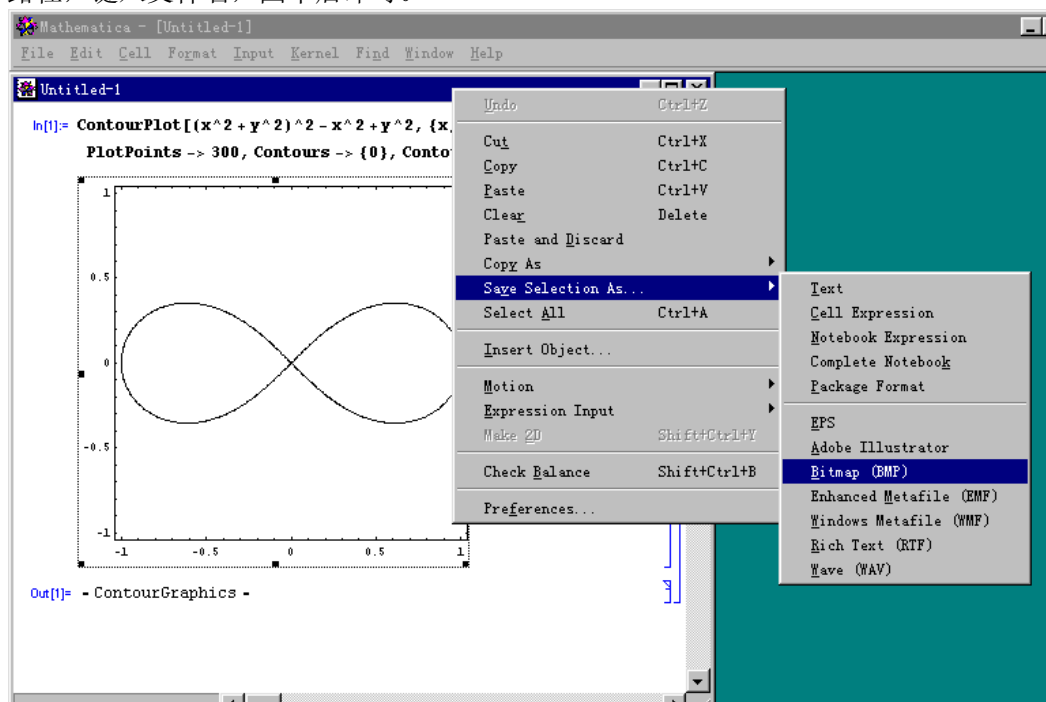 Mathematica - [Untitled-1]
File Edit Cell Format Input Kernel Find Window Help
Untitled-1
In[1]:= ContourPlot[(x^2 + y^2)^2 - x^2 + y^2, {x,
PlotPoints -> 300, Contours -> {0}, Conto
1
0.5
0
-0.5
-1
-1 -0.5 0 0.5 1
Out[1]= - ContourGraphics -
Undo Ctrl+Z
Cut Ctrl+X
Copy Ctrl+C
Paste Ctrl+V
Clear Delete
Paste and Discard
Copy As
Save Selection As...
Select All Ctrl+A
Insert Object...
Motion
Expression Input
Make 2D Shift+Ctrl+Y
Check Balance Shift+Ctrl+B
Preferences...
Text
Cell Expression
Notebook Expression
Complete Notebook
Package Format
EPS
Adobe Illustrator
Bitmap (BMP)
Enhanced Metafile (EMF)
Windows Metafile (WMF)
Rich Text (RTF)
Wave (WAV)